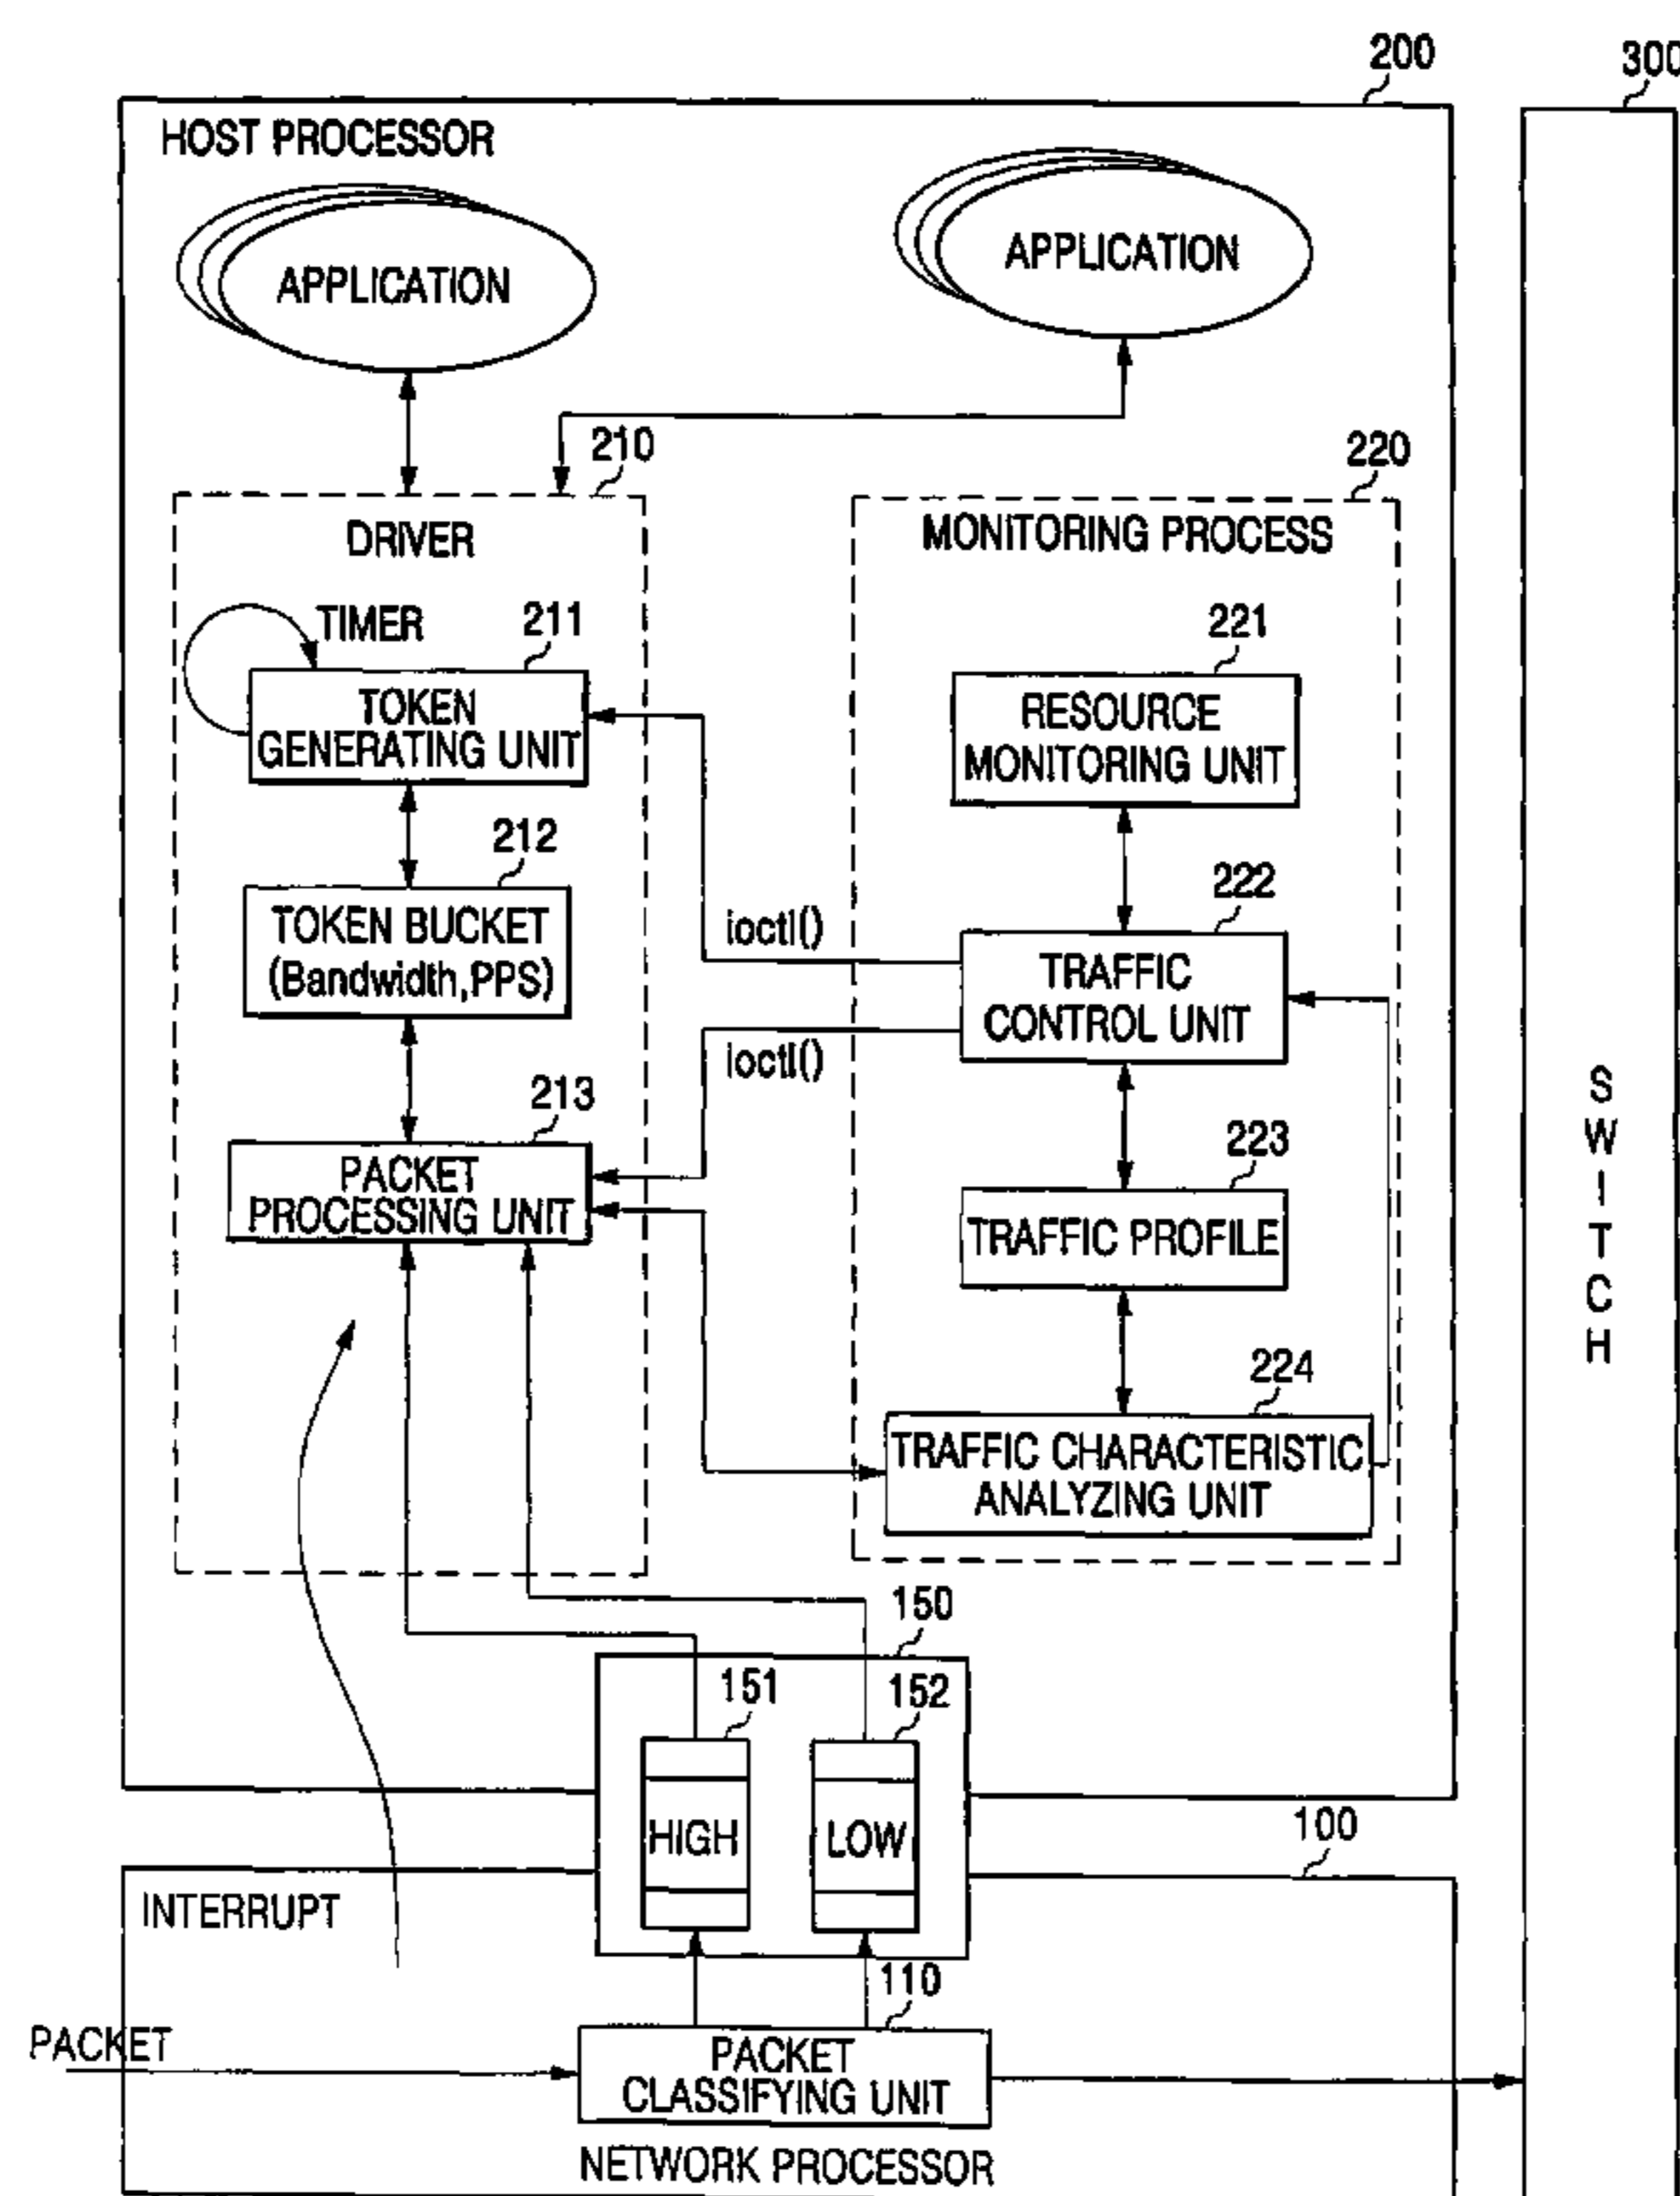 200
300
HOST PROCESSOR
APPLICATION
APPLICATION
210
220
DRIVER
MONITORING PROCESS
TIMER
211
221
TOKEN
GENERATING UNIT
RESOURCE
MONITORING UNIT
212
222
TOKEN BUCKET
(Bandwidth,PPS)
ioctl()
TRAFFIC
CONTROL UNIT
ioctl()
213
223
PACKET
PROCESSING UNIT
TRAFFIC PROFILE
224
TRAFFIC CHARACTERISTIC
ANALYZING UNIT
SWITCH
150
151
152
HIGH
LOW
100
INTERRUPT
110
PACKET
PACKET
CLASSIFYING UNIT
NETWORK PROCESSOR